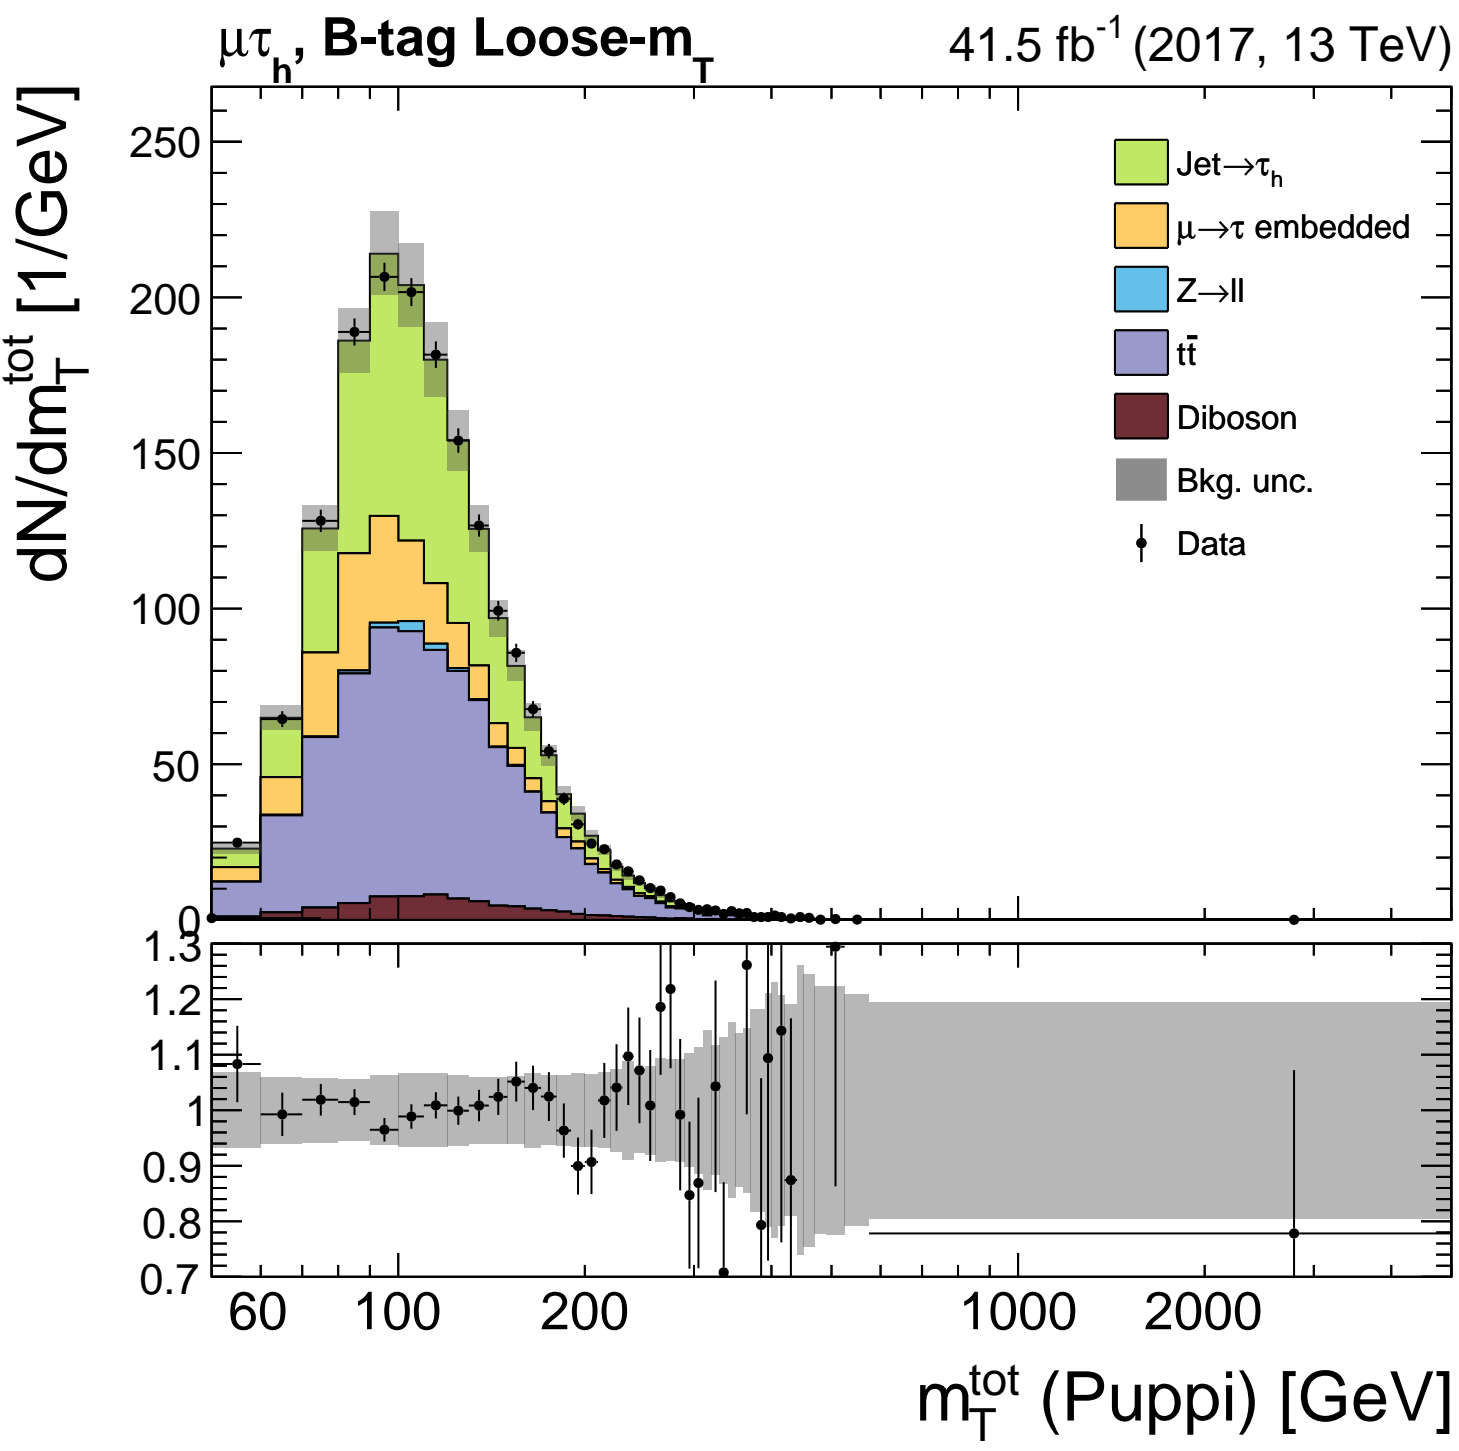 μτh, B-tag Loose-mT
41.5 fb-1 (2017, 13 TeV)
dN/dmTtot [1/GeV]
250
200
150
100
50
0
Jet→τh
μ→τ embedded
Z→ll
tt̄
Diboson
Bkg. unc.
Data
1.3
1.2
1.1
1
0.9
0.8
0.7
60 100 200 1000 2000
mTtot (Puppi) [GeV]